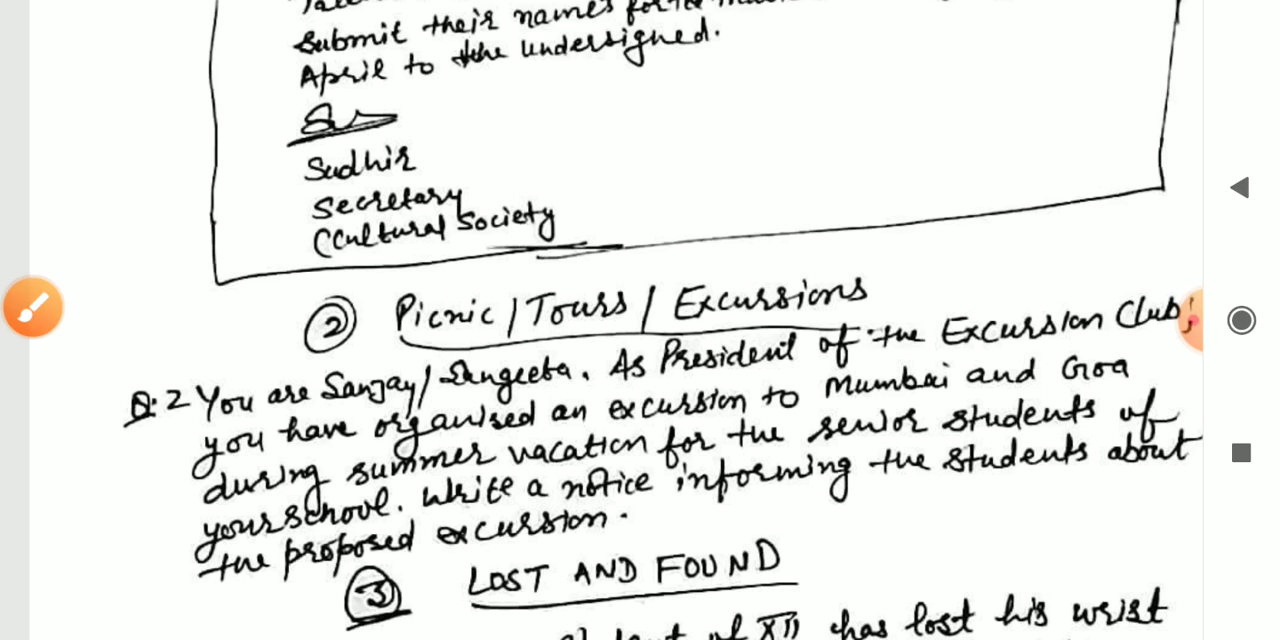 Submit their names for the
April to the undersigned.
Sudhir
Secretary
(Cultural Society
② Picnic / Tours / Excursions
Q.2 You are Sanjay / Sangeeta. As President of the Excursion Club,
you have organised an excursion to Mumbai and Goa
during summer vacation for the senior students of
your school. Write a notice informing the students about
the proposed excursion.
③ LOST AND FOUND
of XII has lost his wrist